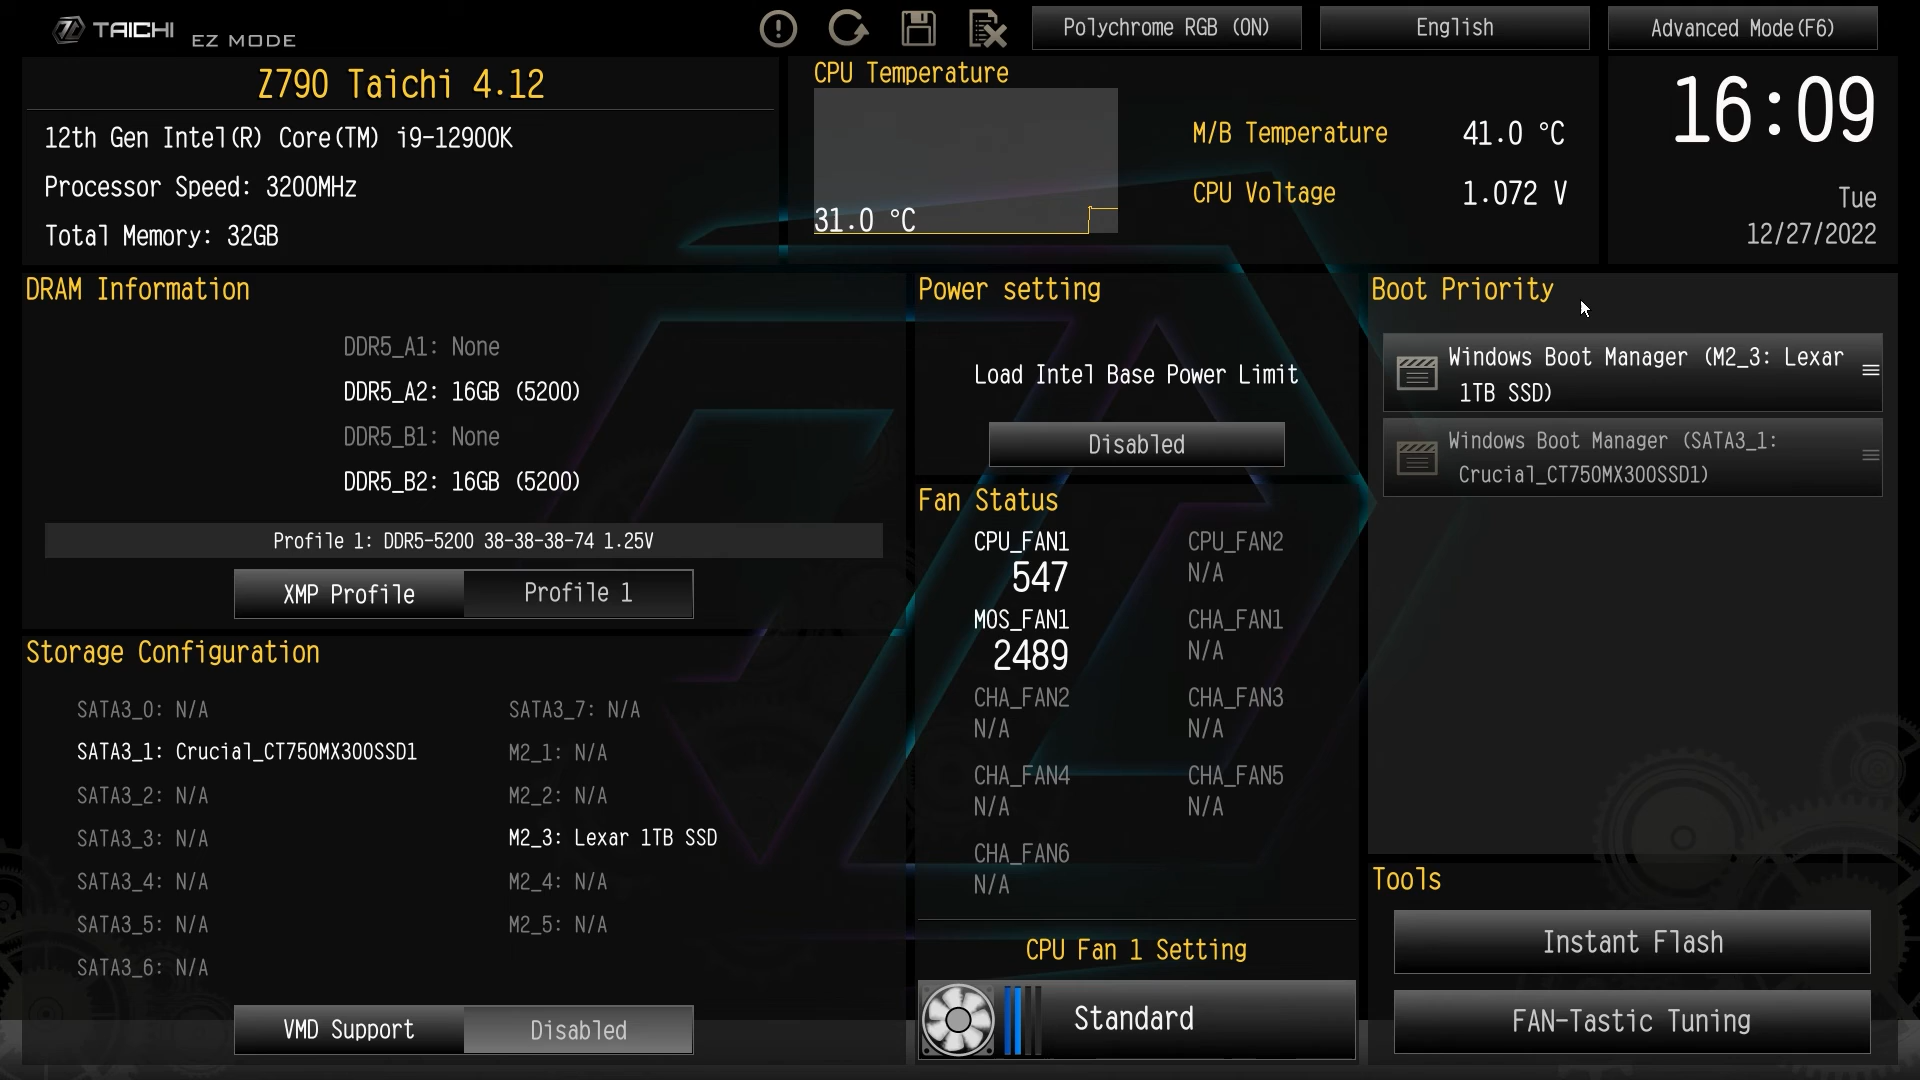 TAICHI EZ MODE
Polychrome RGB (ON)
English
Advanced Mode(F6)
Z790 Taichi 4.12
12th Gen Intel(R) Core(TM) i9-12900K
Processor Speed: 3200MHz
Total Memory: 32GB
CPU Temperature
31.0 °C
M/B Temperature 41.0 °C
CPU Voltage 1.072 V
16:09
Tue
12/27/2022
DRAM Information
DDR5_A1: None
DDR5_A2: 16GB (5200)
DDR5_B1: None
DDR5_B2: 16GB (5200)
Profile 1: DDR5-5200 38-38-38-74 1.25V
XMP Profile Profile 1
Storage Configuration
SATA3_0: N/A
SATA3_1: Crucial_CT750MX300SSD1
SATA3_2: N/A
SATA3_3: N/A
SATA3_4: N/A
SATA3_5: N/A
SATA3_6: N/A
SATA3_7: N/A
M2_1: N/A
M2_2: N/A
M2_3: Lexar 1TB SSD
M2_4: N/A
M2_5: N/A
VMD Support Disabled
Power setting
Load Intel Base Power Limit
Disabled
Fan Status
CPU_FAN1 CPU_FAN2
547 N/A
MOS_FAN1 CHA_FAN1
2489 N/A
CHA_FAN2 CHA_FAN3
N/A N/A
CHA_FAN4 CHA_FAN5
N/A N/A
CHA_FAN6
N/A
CPU Fan 1 Setting
Standard
Boot Priority
Windows Boot Manager (M2_3: Lexar
1TB SSD)
Windows Boot Manager (SATA3_1:
Crucial_CT750MX300SSD1)
Tools
Instant Flash
FAN-Tastic Tuning